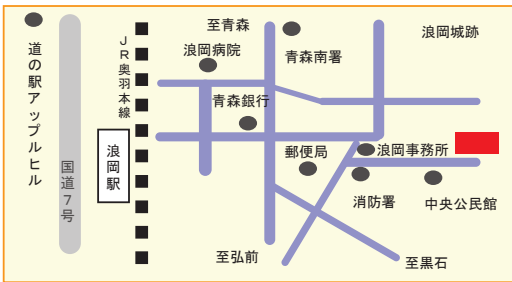 道の駅アップルヒル
国道7号
JR奥羽本線
浪岡駅
至青森
浪岡病院
青森南署
浪岡城跡
青森銀行
郵便局
浪岡事務所
消防署
中央公民館
至弘前
至黒石